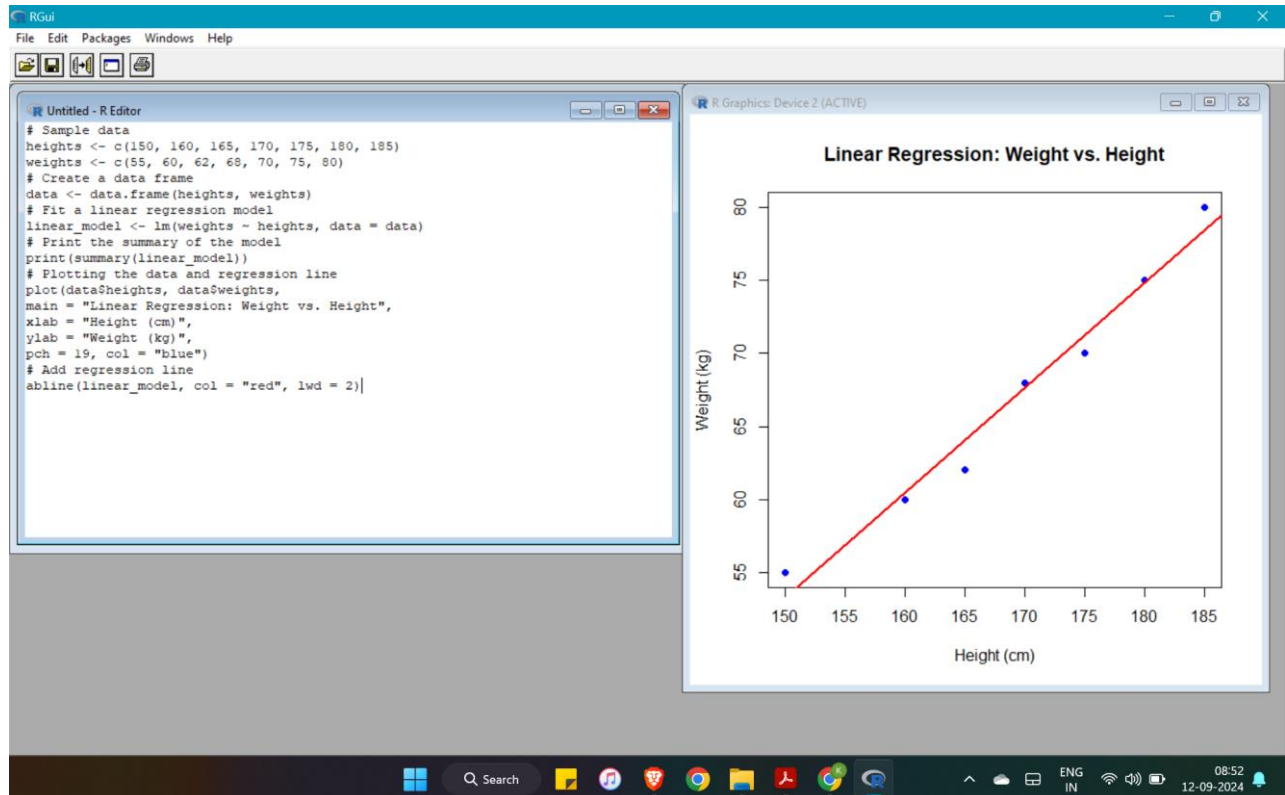 RGui
File Edit Packages Windows Help
Untitled - R Editor
# Sample data
heights <- c(150, 160, 165, 170, 175, 180, 185)
weights <- c(55, 60, 62, 68, 70, 75, 80)
# Create a data frame
data <- data.frame(heights, weights)
# Fit a linear regression model
linear_model <- lm(weights ~ heights, data = data)
# Print the summary of the model
print(summary(linear_model))
# Plotting the data and regression line
plot(data$heights, data$weights,
main = "Linear Regression: Weight vs. Height",
xlab = "Height (cm)",
ylab = "Weight (kg)",
pch = 19, col = "blue")
# Add regression line
abline(linear_model, col = "red", lwd = 2)
R Graphics: Device 2 (ACTIVE)
Linear Regression: Weight vs. Height
Weight (kg)
80
75
70
65
60
55
150 155 160 165 170 175 180 185
Height (cm)
Search
ENG
IN
08:52
12-09-2024